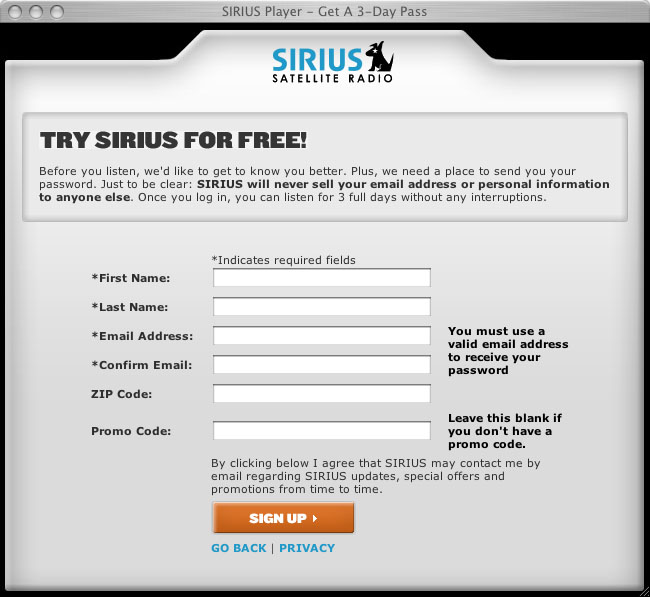 SIRIUS Player – Get A 3-Day Pass
SIRIUS
SATELLITE RADIO
TRY SIRIUS FOR FREE!
Before you listen, we'd like to get to know you better. Plus, we need a place to send you your
password. Just to be clear: SIRIUS will never sell your email address or personal information
to anyone else. Once you log in, you can listen for 3 full days without any interruptions.
*Indicates required fields
*First Name:
*Last Name:
*Email Address:
You must use a
valid email address
to receive your
password
*Confirm Email:
ZIP Code:
Promo Code:
Leave this blank if
you don't have a
promo code.
By clicking below I agree that SIRIUS may contact me by
email regarding SIRIUS updates, special offers and
promotions from time to time.
SIGN UP
GO BACK | PRIVACY